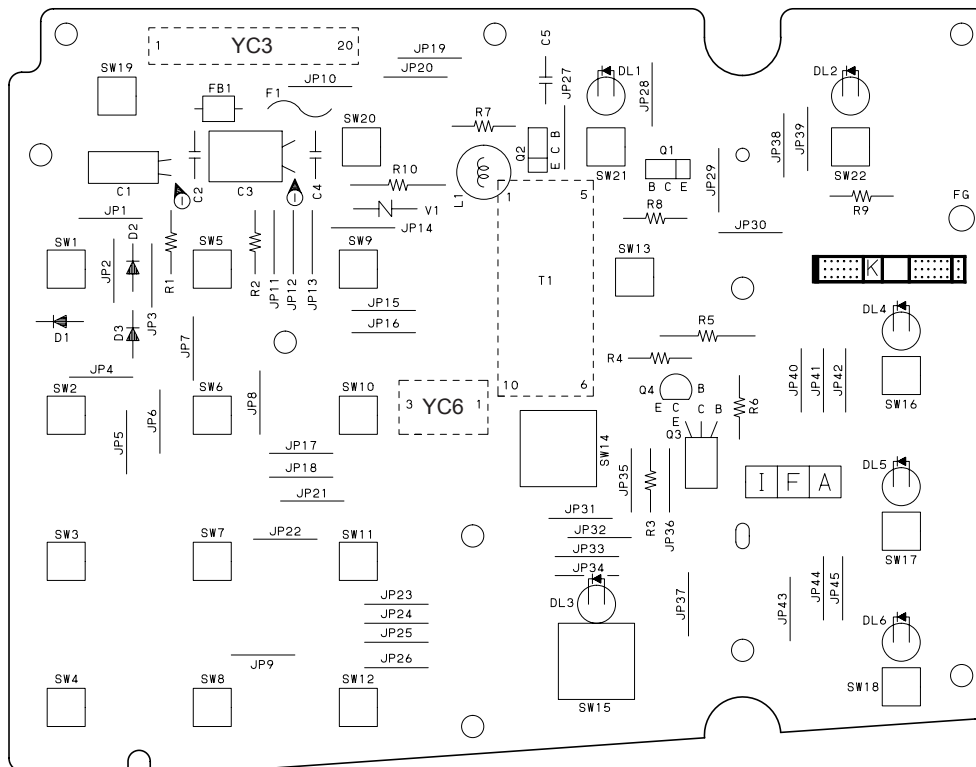 1 YC3 20
JP19
JP20
C5
JP27
DL1
JP28
DL2
SW19
FB1
F1
JP10
R7
SW20
Q2
E C B
Q1
B C E
SW21
JP29
JP38
JP39
SW22
C1
C2
C3
C4
R10
L1
V1
R8
R9
FG
JP1
JP14
1 5
T1
10 6
JP30
SW1
JP2
D2
D1
D3
JP3
R1
SW5
R2
JP11
JP12
JP13
SW9
SW13
K
JP15
JP16
JP7
R5
R4
DL4
JP4
SW2
JP5
JP6
SW6
JP8
SW10
3 YC6 1
Q4
B
E C
E C B
Q3
R6
JP40
JP41
JP42
SW16
SW14
JP17
JP18
JP21
JP35
R3
JP36
I F A
DL5
JP31
JP32
JP33
JP34
SW3
SW7
JP22
SW11
SW17
DL3
JP37
JP43
JP44
JP45
JP23
JP24
JP25
JP26
JP9
DL6
SW4
SW8
SW12
SW15
SW18